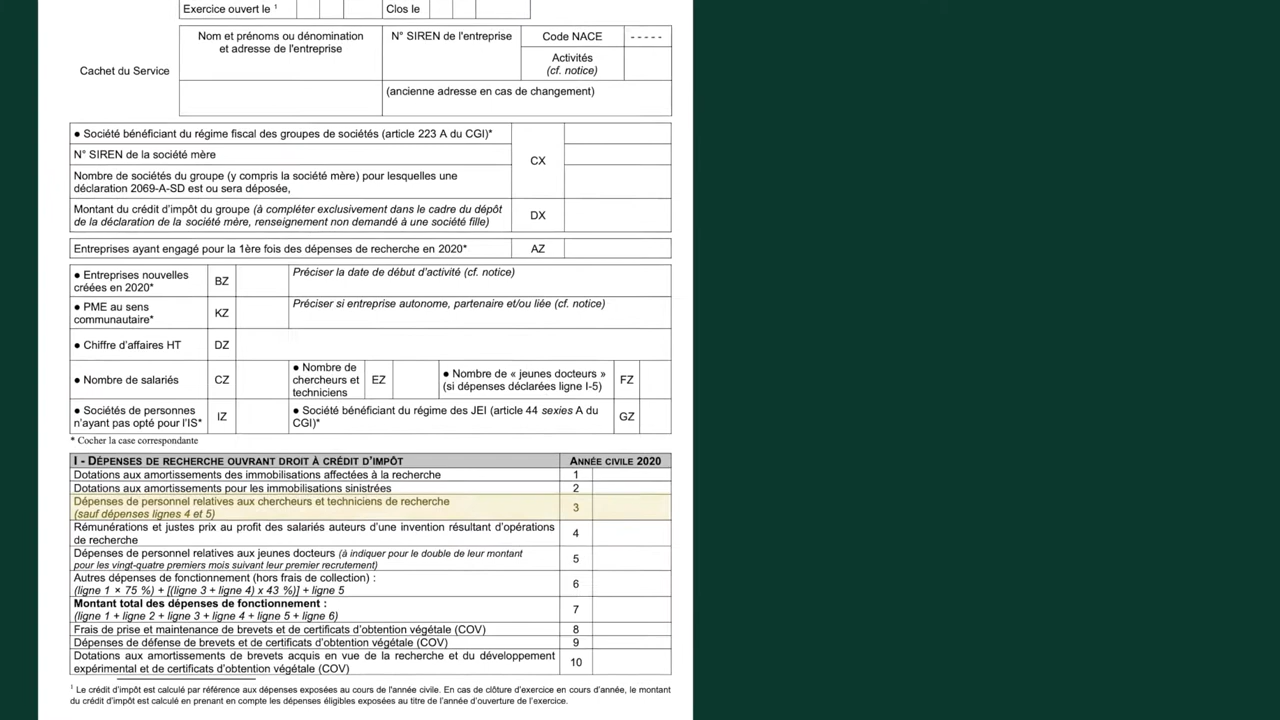 Exercice ouvert le ¹
Clos le
Cachet du Service
Nom et prénoms ou dénomination
et adresse de l'entreprise
N° SIREN de l'entreprise
Code NACE
- - - - -
Activités
(cf. notice)
(ancienne adresse en cas de changement)
● Société bénéficiant du régime fiscal des groupes de sociétés (article 223 A du CGI)*
N° SIREN de la société mère
CX
Nombre de sociétés du groupe (y compris la société mère) pour lesquelles une
déclaration 2069-A-SD est ou sera déposée,
Montant du crédit d'impôt du groupe (à compléter exclusivement dans le cadre du dépôt
de la déclaration de la société mère, renseignement non demandé à une société fille)
DX
Entreprises ayant engagé pour la 1ère fois des dépenses de recherche en 2020*
AZ
● Entreprises nouvelles
créées en 2020*
BZ
Préciser la date de début d'activité (cf. notice)
● PME au sens
communautaire*
KZ
Préciser si entreprise autonome, partenaire et/ou liée (cf. notice)
● Chiffre d'affaires HT
DZ
● Nombre de salariés
CZ
● Nombre de
chercheurs et
techniciens
EZ
● Nombre de « jeunes docteurs »
(si dépenses déclarées ligne I-5)
FZ
● Sociétés de personnes
n'ayant pas opté pour l'IS*
IZ
● Société bénéficiant du régime des JEI (article 44 sexies A du
CGI)*
GZ
* Cocher la case correspondante
I - DÉPENSES DE RECHERCHE OUVRANT DROIT À CRÉDIT D'IMPÔT
ANNÉE CIVILE 2020
Dotations aux amortissements des immobilisations affectées à la recherche
1
Dotations aux amortissements pour les immobilisations sinistrées
2
Dépenses de personnel relatives aux chercheurs et techniciens de recherche
(sauf dépenses lignes 4 et 5)
3
Rémunérations et justes prix au profit des salariés auteurs d'une invention résultant d'opérations
de recherche
4
Dépenses de personnel relatives aux jeunes docteurs (à indiquer pour le double de leur montant
pour les vingt-quatre premiers mois suivant leur premier recrutement)
5
Autres dépenses de fonctionnement (hors frais de collection) :
(ligne 1 × 75 %) + [(ligne 3 + ligne 4) x 43 %)] + ligne 5
6
Montant total des dépenses de fonctionnement :
(ligne 1 + ligne 2 + ligne 3 + ligne 4 + ligne 5 + ligne 6)
7
Frais de prise et maintenance de brevets et de certificats d'obtention végétale (COV)
8
Dépenses de défense de brevets et de certificats d'obtention végétale (COV)
9
Dotations aux amortissements de brevets acquis en vue de la recherche et du développement
expérimental et de certificats d'obtention végétale (COV)
10
¹ Le crédit d'impôt est calculé par référence aux dépenses exposées au cours de l'année civile. En cas de clôture d'exercice en cours d'année, le montant
du crédit d'impôt est calculé en prenant en compte les dépenses éligibles exposées au titre de l'année d'ouverture de l'exercice.